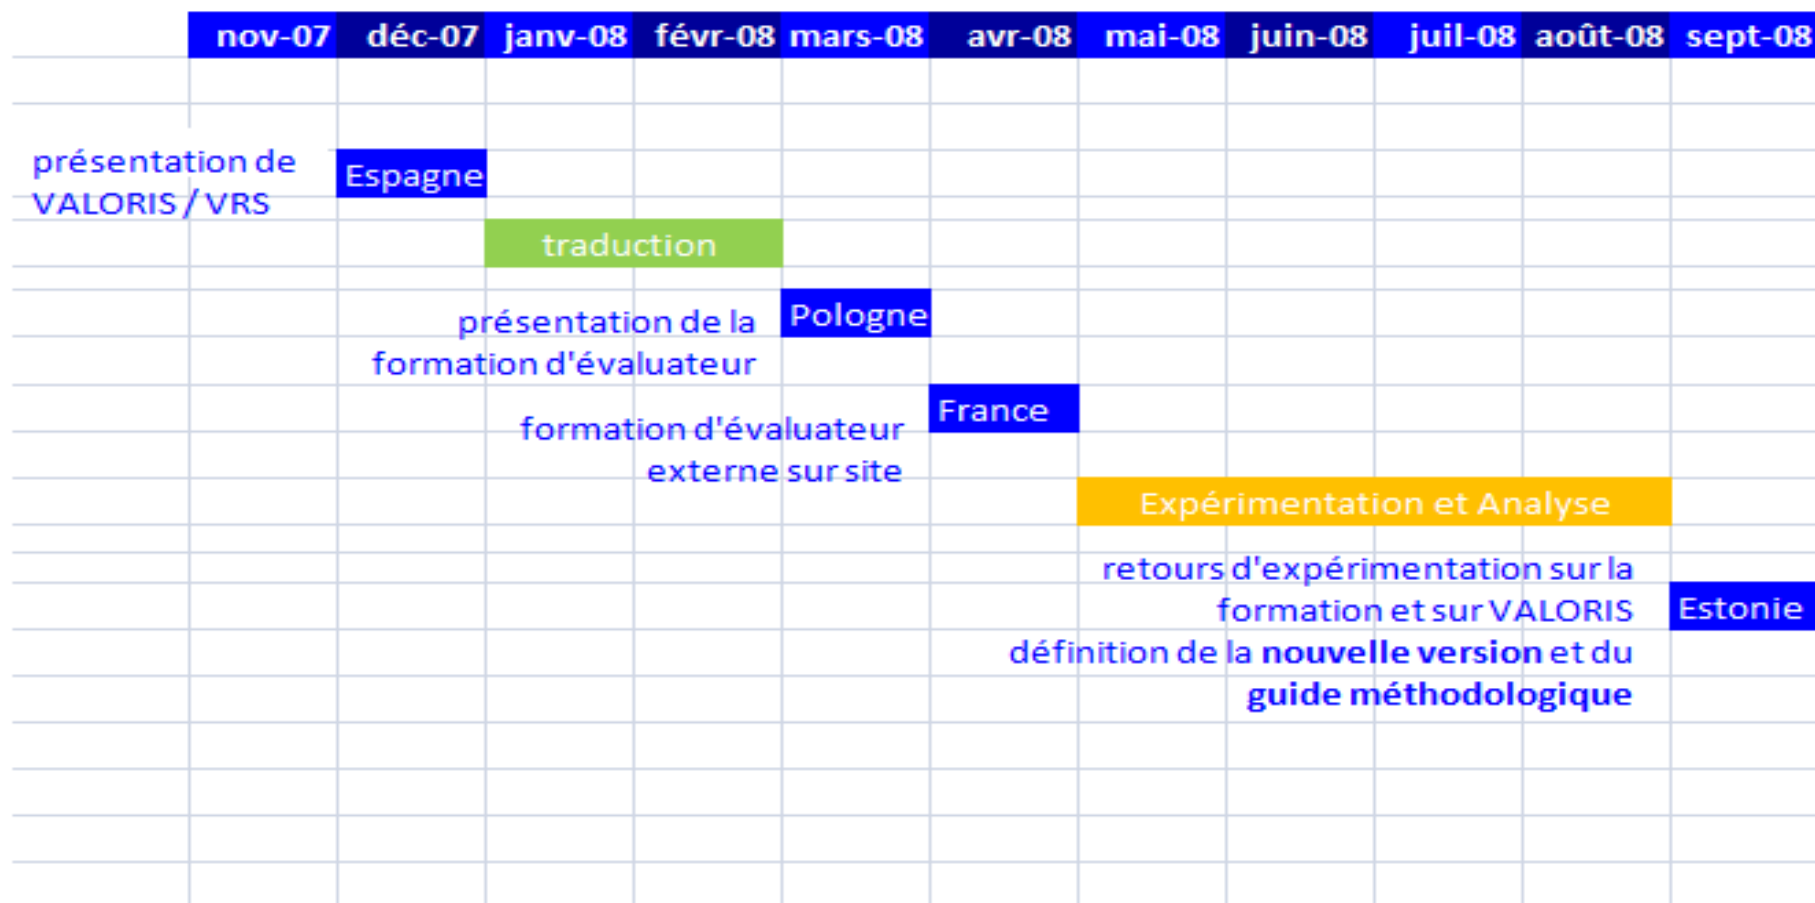 nov-07 déc-07 janv-08 févr-08 mars-08 avr-08 mai-08 juin-08 juil-08 août-08 sept-08
présentation de
VALORIS / VRS
Espagne
traduction
présentation de la
formation d'évaluateur
Pologne
formation d'évaluateur
externe sur site
France
Expérimentation et Analyse
retours d'expérimentation sur la
formation et sur VALORIS
définition de la nouvelle version et du
guide méthodologique
Estonie